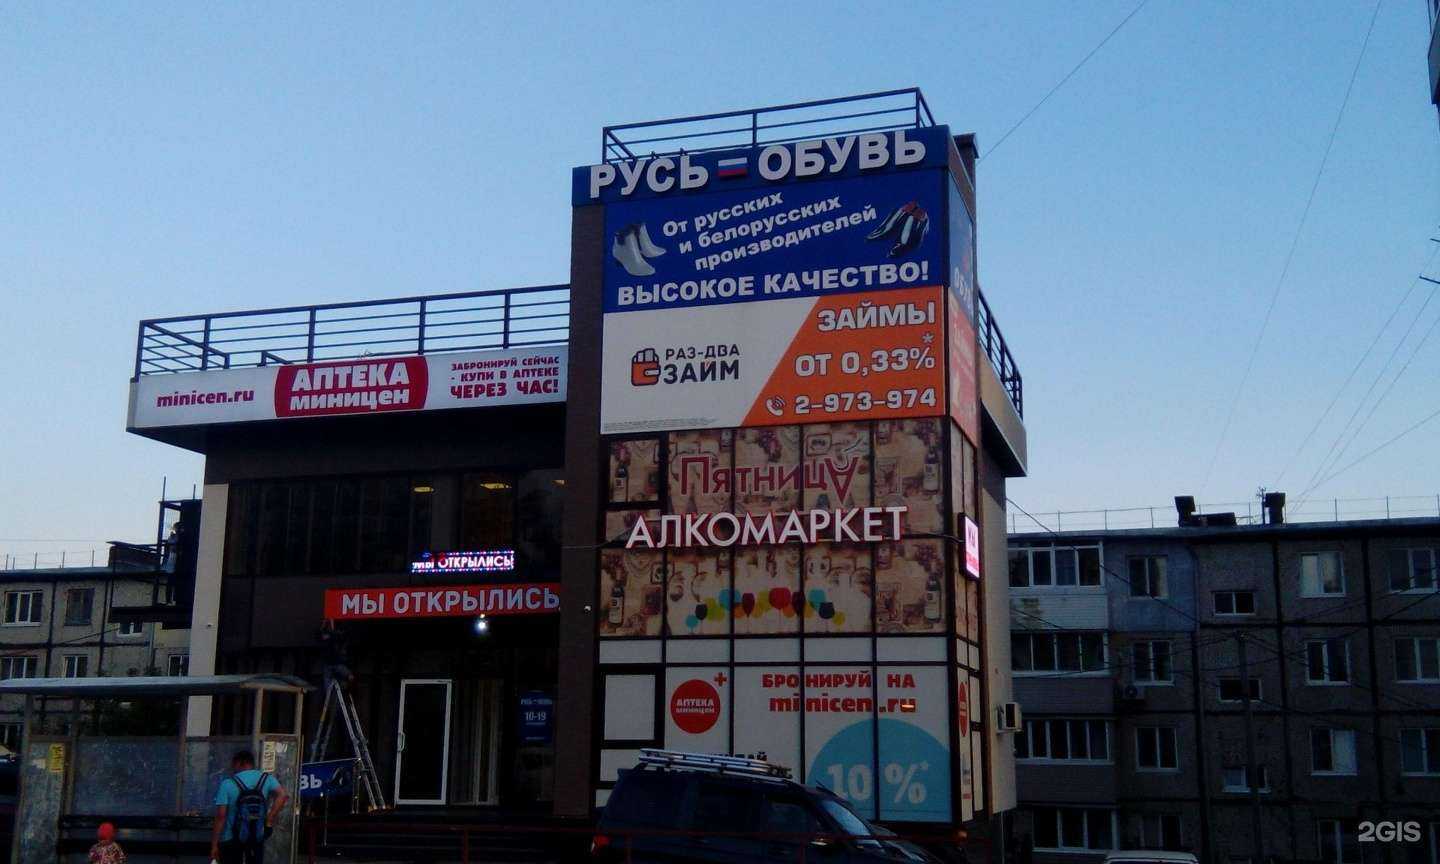 РУСЬ ОБУВЬ
От русских
и белорусских
производителей
ВЫСОКОЕ КАЧЕСТВО!
РАЗ-ДВА
ЗАЙМ
ЗАЙМЫ
ОТ 0,33%*
2-973-974
minicen.ru
АПТЕКА
МИНИЦЕН
ЗАБРОНИРУЙ СЕЙЧАС
- КУПИ В АПТЕКЕ
ЧЕРЕЗ ЧАС!
ПЯТНИЦА
АЛКОМАРКЕТ
ОТКРЫЛИСЬ
МЫ ОТКРЫЛИСЬ
АПТЕКА
МИНИЦЕН
БРОНИРУЙ НА
minicen.ru
10 %*
10-19
2GIS